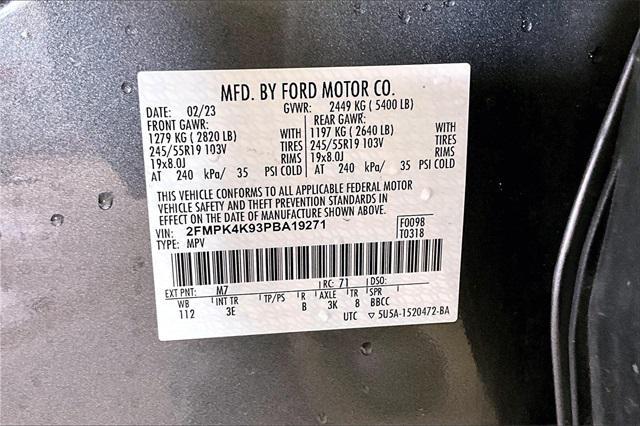 MFD. BY FORD MOTOR CO.
DATE: 02/23 GVWR: 2449 KG ( 5400 LB)
FRONT GAWR: REAR GAWR:
1279 KG ( 2820 LB) WITH 1197 KG ( 2640 LB) WITH
245/55R19 103V TIRES 245/55R19 103V TIRES
19x8.0J RIMS 19x8.0J RIMS
AT 240 kPa/ 35 PSI COLD AT 240 kPa/ 35 PSI COLD
THIS VEHICLE CONFORMS TO ALL APPLICABLE FEDERAL MOTOR
VEHICLE SAFETY AND THEFT PREVENTION STANDARDS IN
EFFECT ON THE DATE OF MANUFACTURE SHOWN ABOVE.
VIN: 2FMPK4K93PBA19271 F0098
TYPE: MPV T0318
EXT PNT: M7 RC: 71 DSO:
WB INT TR TP/PS R AXLE TR SPR
112 3E B 3K 8 BBCC
UTC ▽ 5U5A-1520472-BA